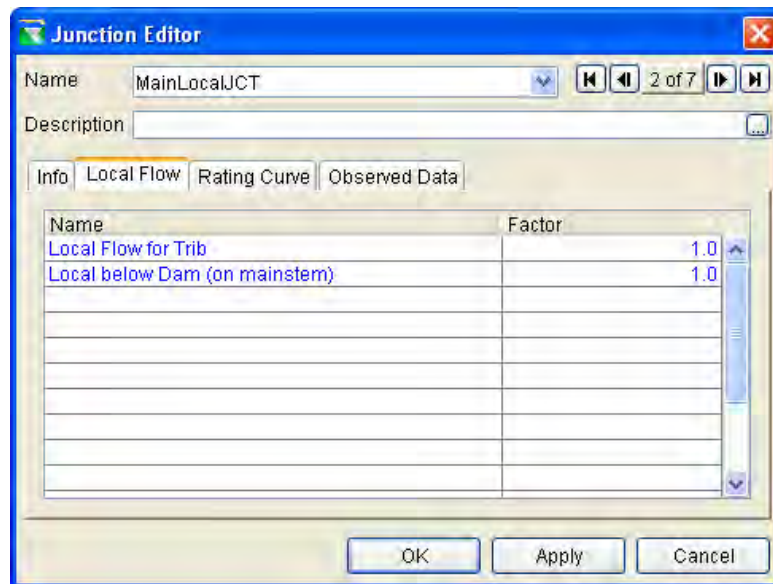 Junction Editor
Name MainLocalJCT 2 of 7
Description ...
Info Local Flow Rating Curve Observed Data
Name Factor
Local Flow for Trib 1.0
Local below Dam (on mainstem) 1.0
OK Apply Cancel